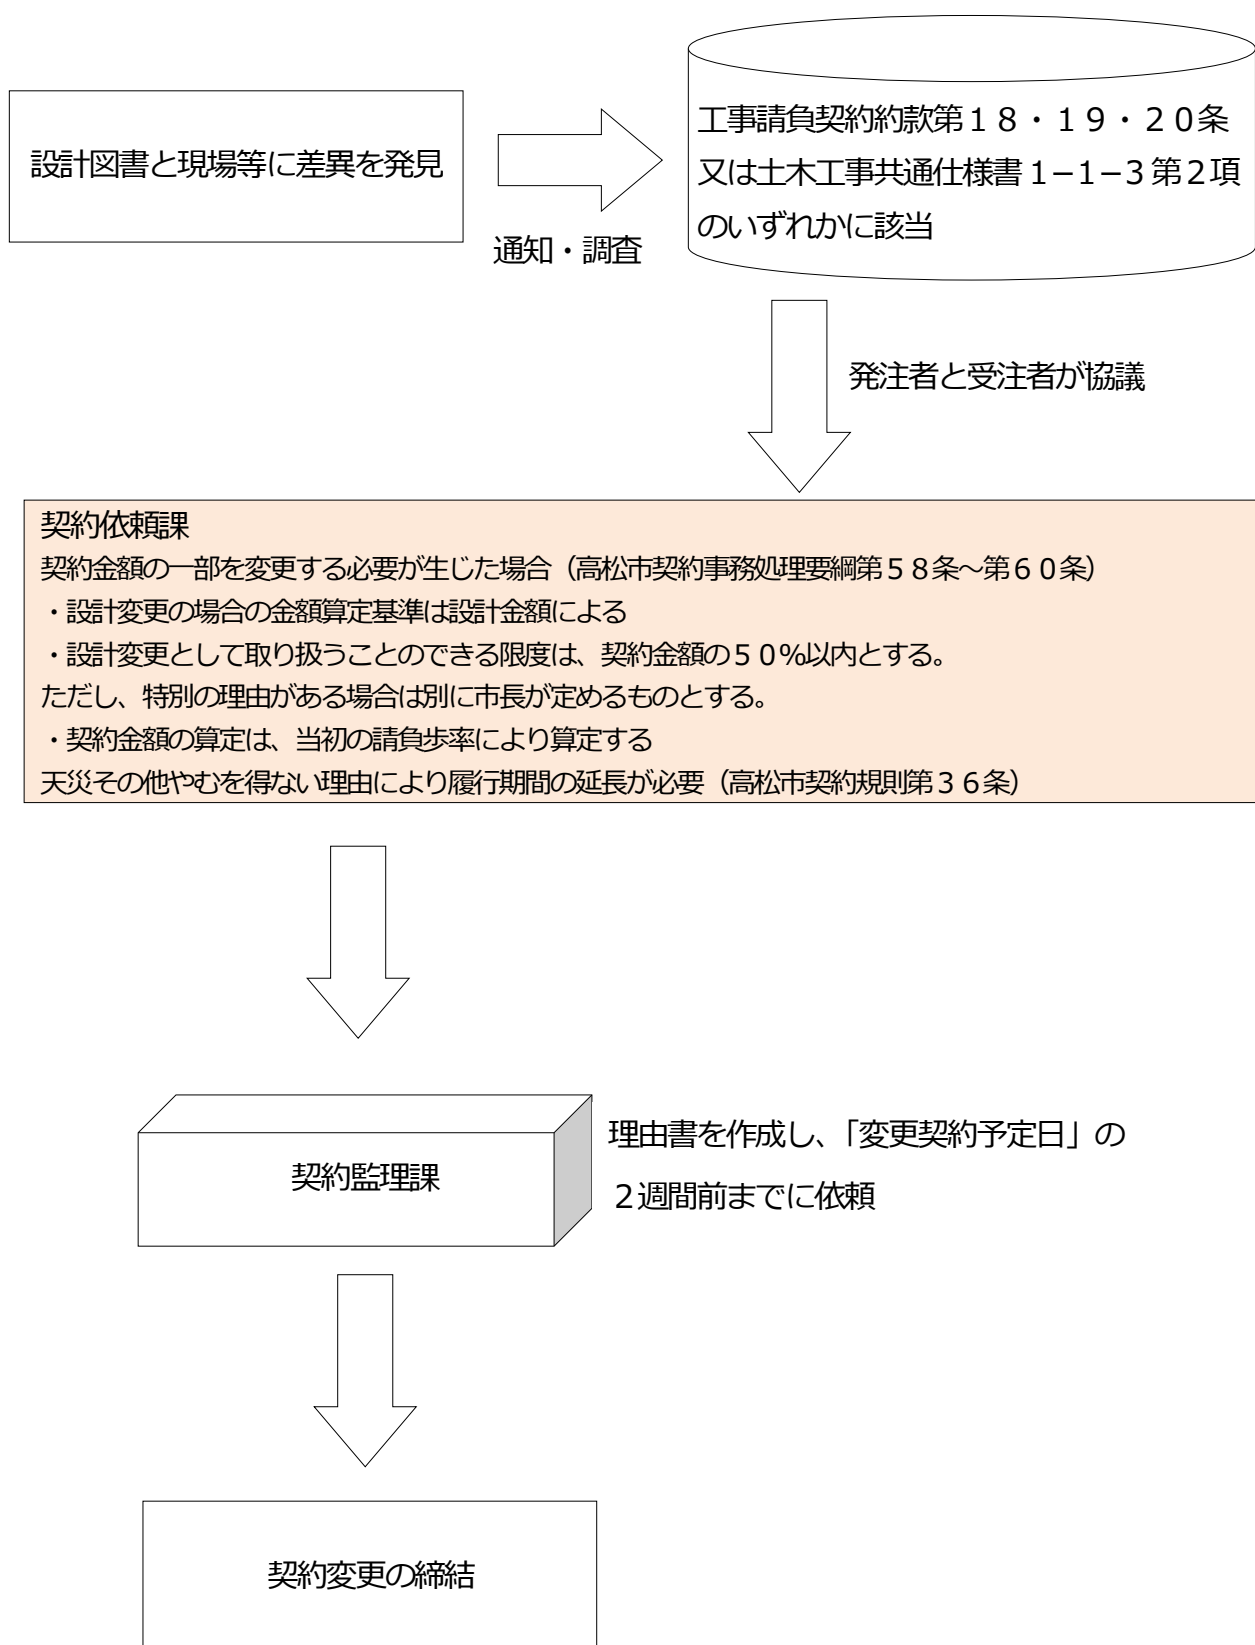 設計図書と現場等に差異を発見
通知・調査
工事請負契約約款第１８・１９・２０条
又は土木工事共通仕様書１−１−３第２項
のいずれかに該当
発注者と受注者が協議
契約依頼課
契約金額の一部を変更する必要が生じた場合（高松市契約事務処理要綱第５８条～第６０条）
・設計変更の場合の金額算定基準は設計金額による
・設計変更として取り扱うことのできる限度は、契約金額の５０％以内とする。
ただし、特別の理由がある場合は別に市長が定めるものとする。
・契約金額の算定は、当初の請負歩率により算定する
天災その他やむを得ない理由により履行期間の延長が必要（高松市契約規則第３６条）
契約監理課
理由書を作成し、「変更契約予定日」の
２週間前までに依頼
契約変更の締結